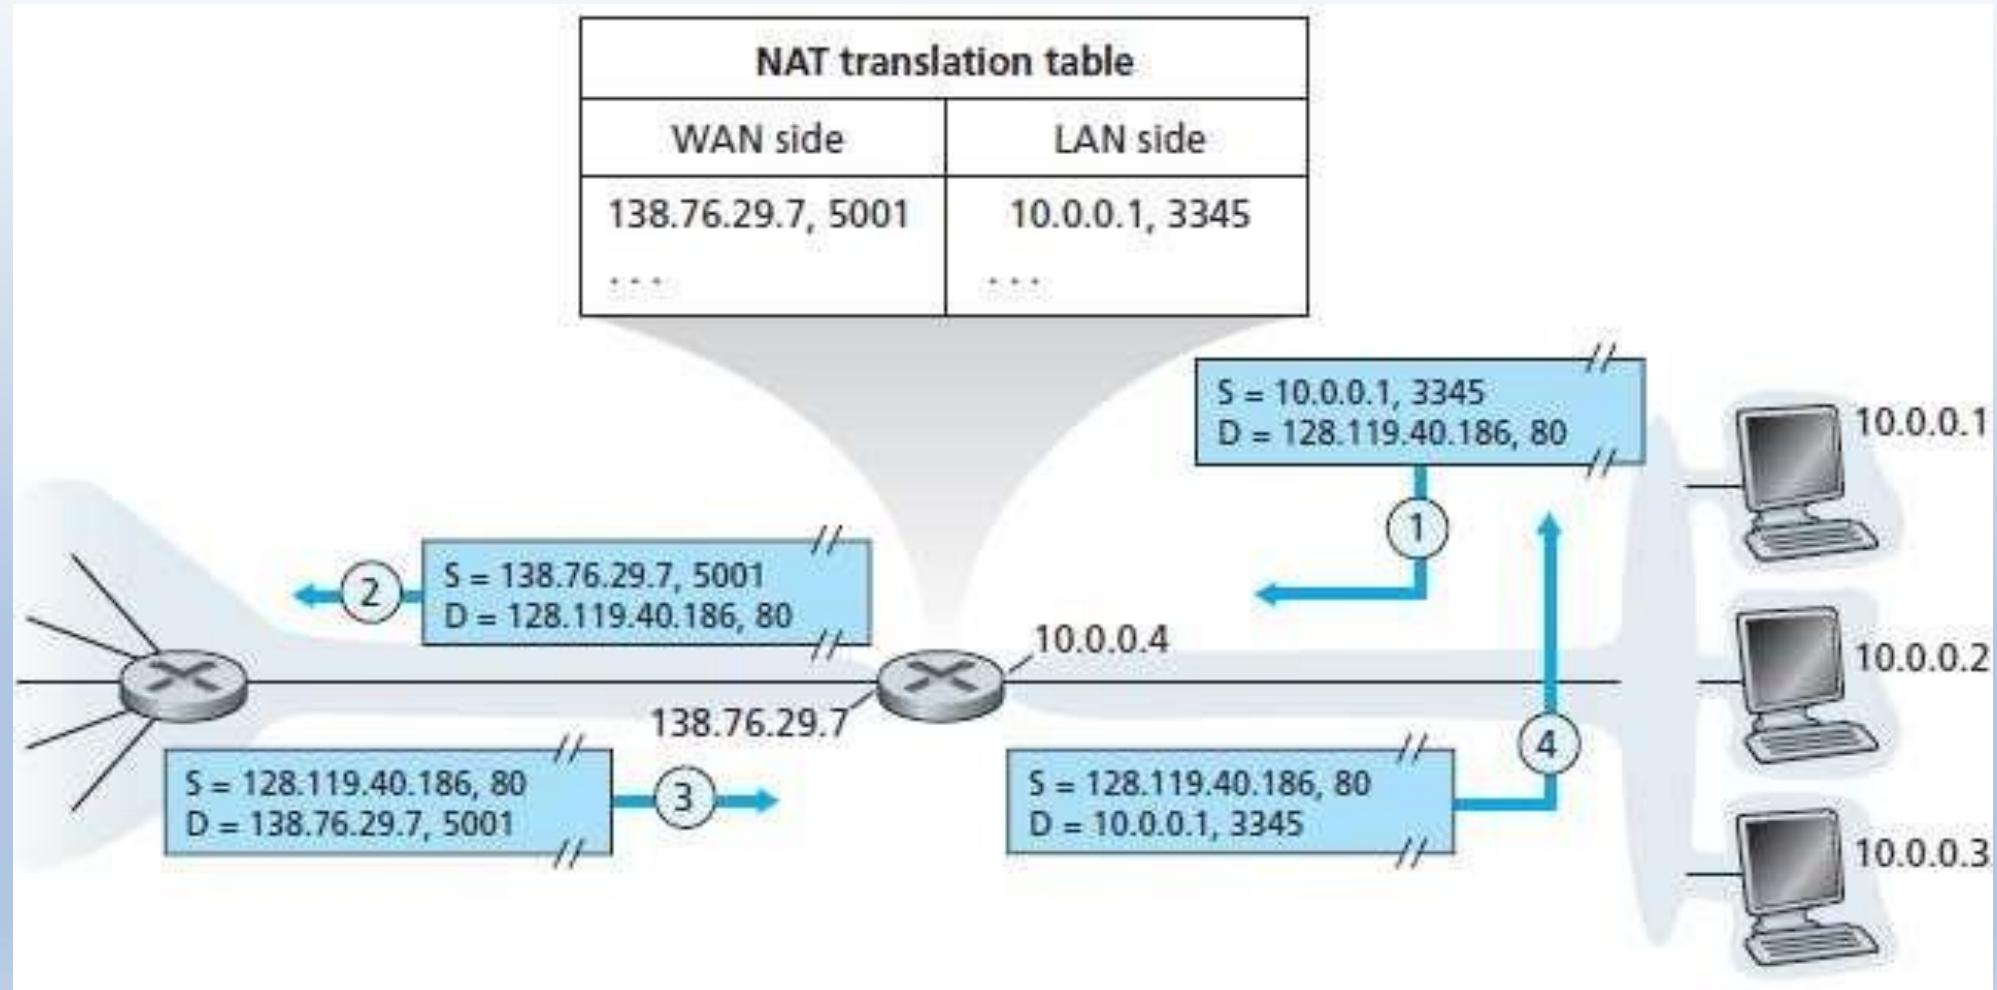 NAT translation table
WAN side
LAN side
138.76.29.7, 5001
10.0.0.1, 3345
. . .
. . .
S = 10.0.0.1, 3345
D = 128.119.40.186, 80
10.0.0.1
1
2
S = 138.76.29.7, 5001
D = 128.119.40.186, 80
10.0.0.4
10.0.0.2
138.76.29.7
4
S = 128.119.40.186, 80
D = 138.76.29.7, 5001
3
S = 128.119.40.186, 80
D = 10.0.0.1, 3345
10.0.0.3